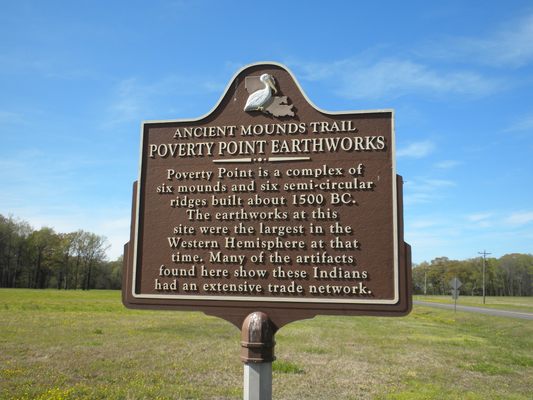 ANCIENT MOUNDS TRAIL
POVERTY POINT EARTHWORKS
Poverty Point is a complex of
six mounds and six semi-circular
ridges built about 1500 BC.
The earthworks at this
site were the largest in the
Western Hemisphere at that
time. Many of the artifacts
found here show these Indians
had an extensive trade network.